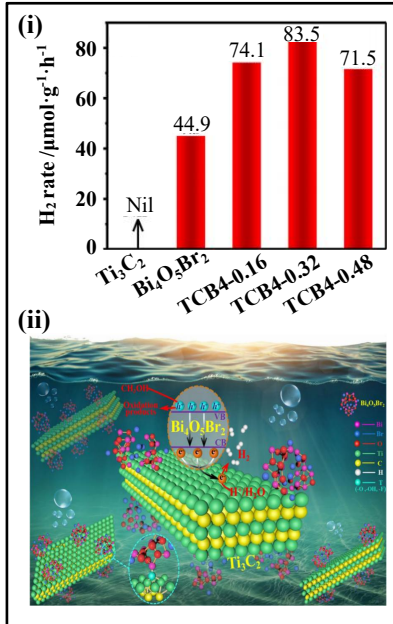 (i)
H₂ rate /μmol·g⁻¹·h⁻¹
80
60
40
20
0
Nil
44.9
74.1
83.5
71.5
Ti₃C₂
Bi₄O₅Br₂
TCB4-0.16
TCB4-0.32
TCB4-0.48
(ii)
CH₃OH
Oxidation
products
h h h h
VB
Bi₄O₅Br₂
CB
e e e
H₂
H⁺/H₂O
Ti₃C₂
Bi₄O₅Br₂
Bi
Br
O
Ti
C
H
T
(-O, -OH, -F)